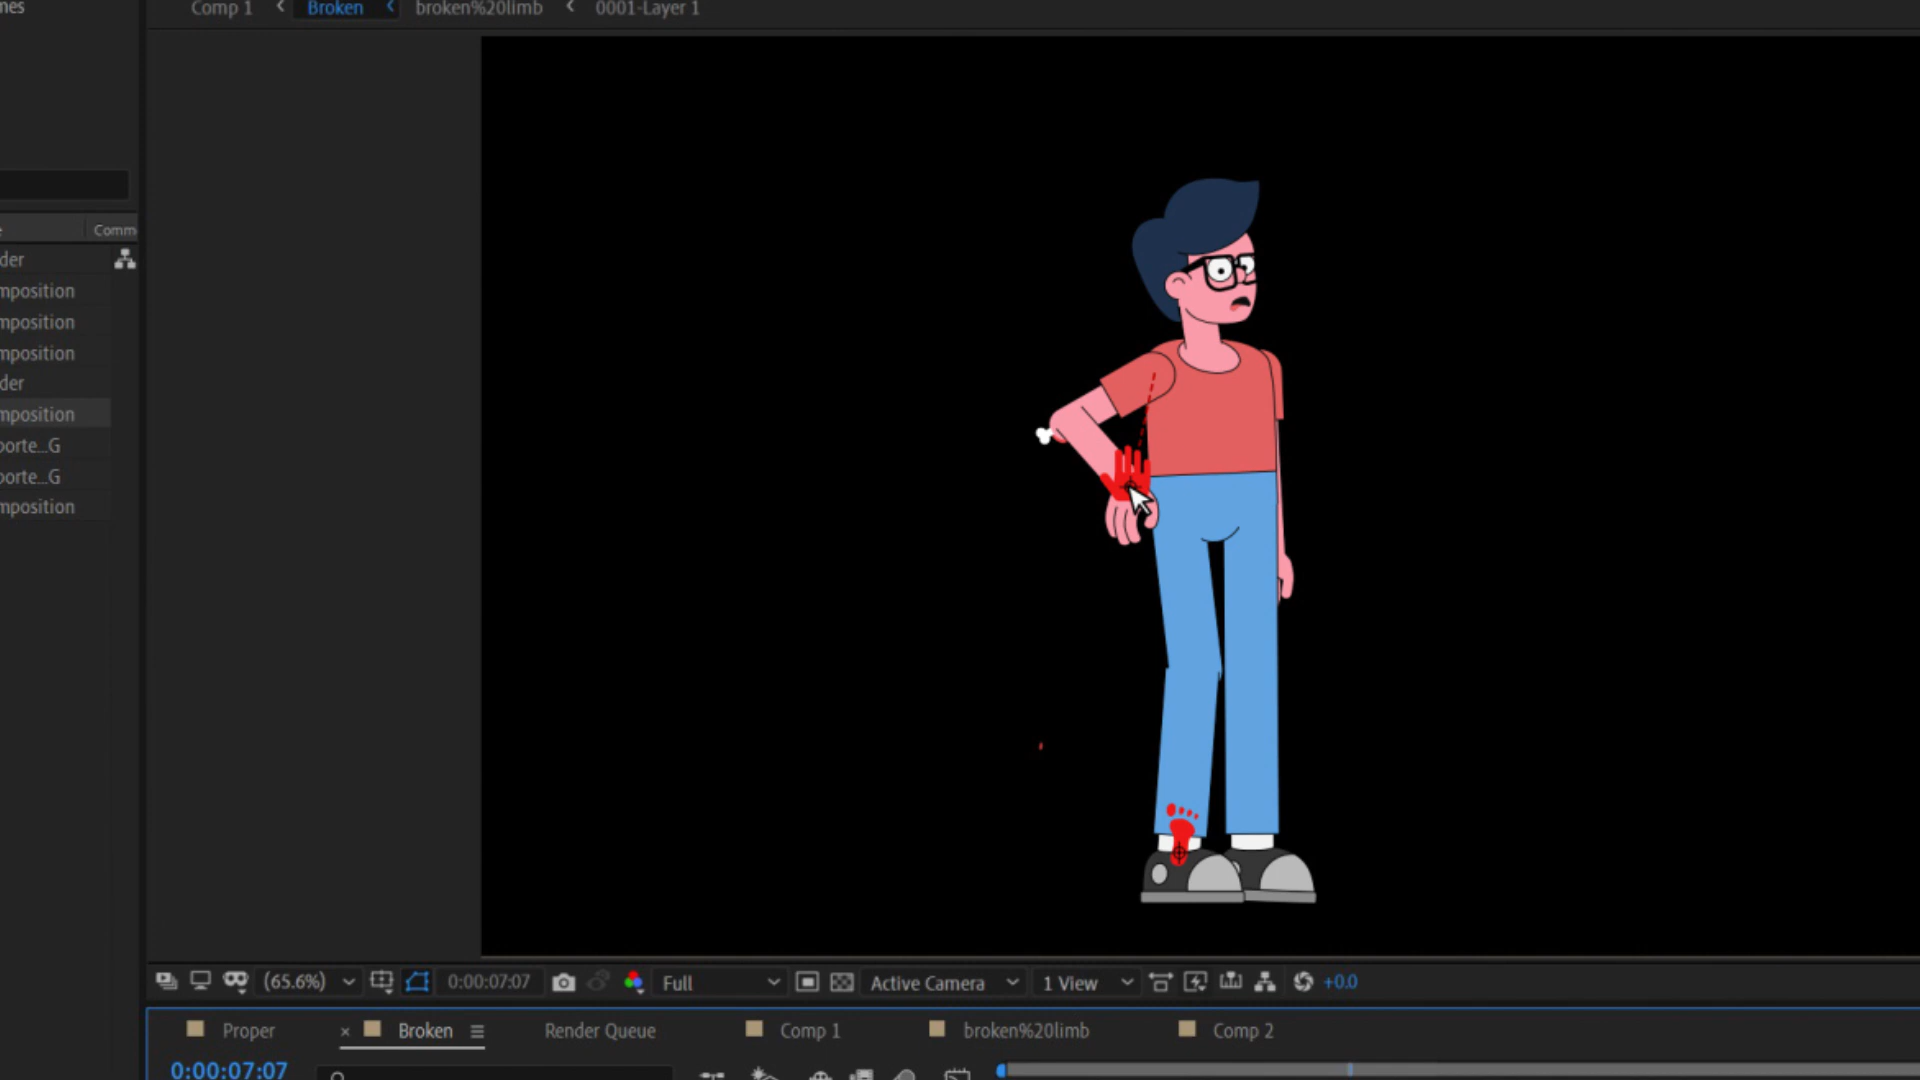 mes
Comp 1 < Broken < broken%20limb < 0001-Layer 1
e Comm
der
mposition
mposition
mposition
der
mposition
porte...G
porte...G
mposition
(65.6%) 0:00:07:07 Full Active Camera 1 View +0.0
Proper × Broken Render Queue Comp 1 broken%20limb Comp 2
0:00:07:07